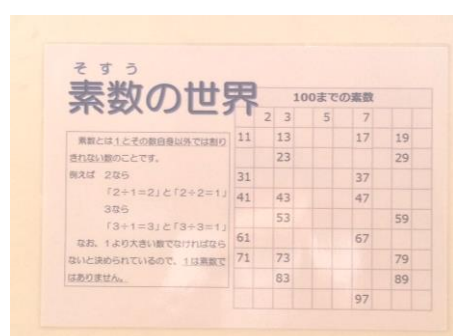 そすう
素数の世界
素数とは1とその数自身以外では割り
きれない数のことです。
例えば 2なら
「2÷1=2」と「2÷2=1」
3なら
「3÷1=3」と「3÷3=1」
なお、1より大きい数でなければなら
ないと決められているので、1は素数で
はありません。
100までの素数
2 3 5 7
11 13 17 19
23 29
31 37
41 43 47
53 59
61 67
71 73 79
83 89
97